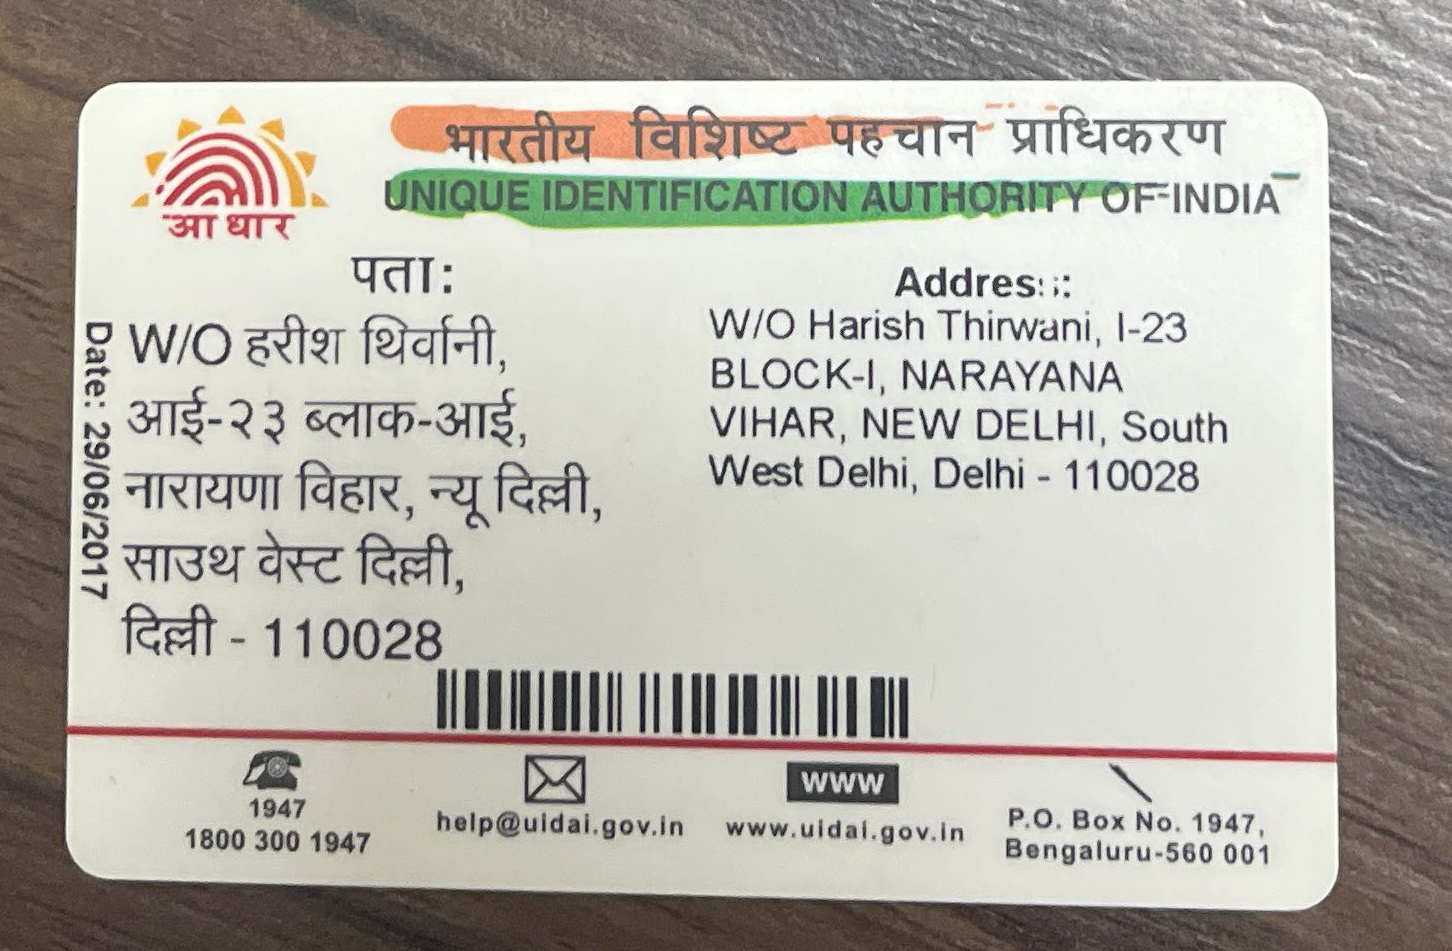 भारतीय विशिष्ट पहचान प्राधिकरण
UNIQUE IDENTIFICATION AUTHORITY OF INDIA
आधार
पता:
W/O हरीश थिर्वानी,
आई-२३ ब्लाक-आई,
नारायणा विहार, न्यू दिल्ली,
साउथ वेस्ट दिल्ली,
दिल्ली - 110028
Address:
W/O Harish Thirwani, I-23
BLOCK-I, NARAYANA
VIHAR, NEW DELHI, South
West Delhi, Delhi - 110028
Date: 29/06/2017
1947
1800 300 1947
help@uidai.gov.in
www
www.uidai.gov.in
P.O. Box No. 1947,
Bengaluru-560 001